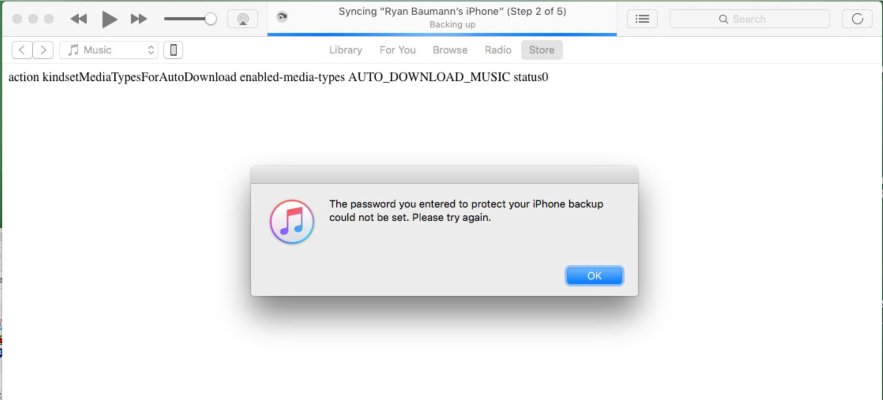 Syncing “Ryan Baumann’s iPhone” (Step 2 of 5)
Backing up
Search
Music
Library For You Browse Radio Store
action kindsetMediaTypesForAutoDownload enabled-media-types AUTO_DOWNLOAD_MUSIC status0
The password you entered to protect your iPhone backup
could not be set. Please try again.
OK